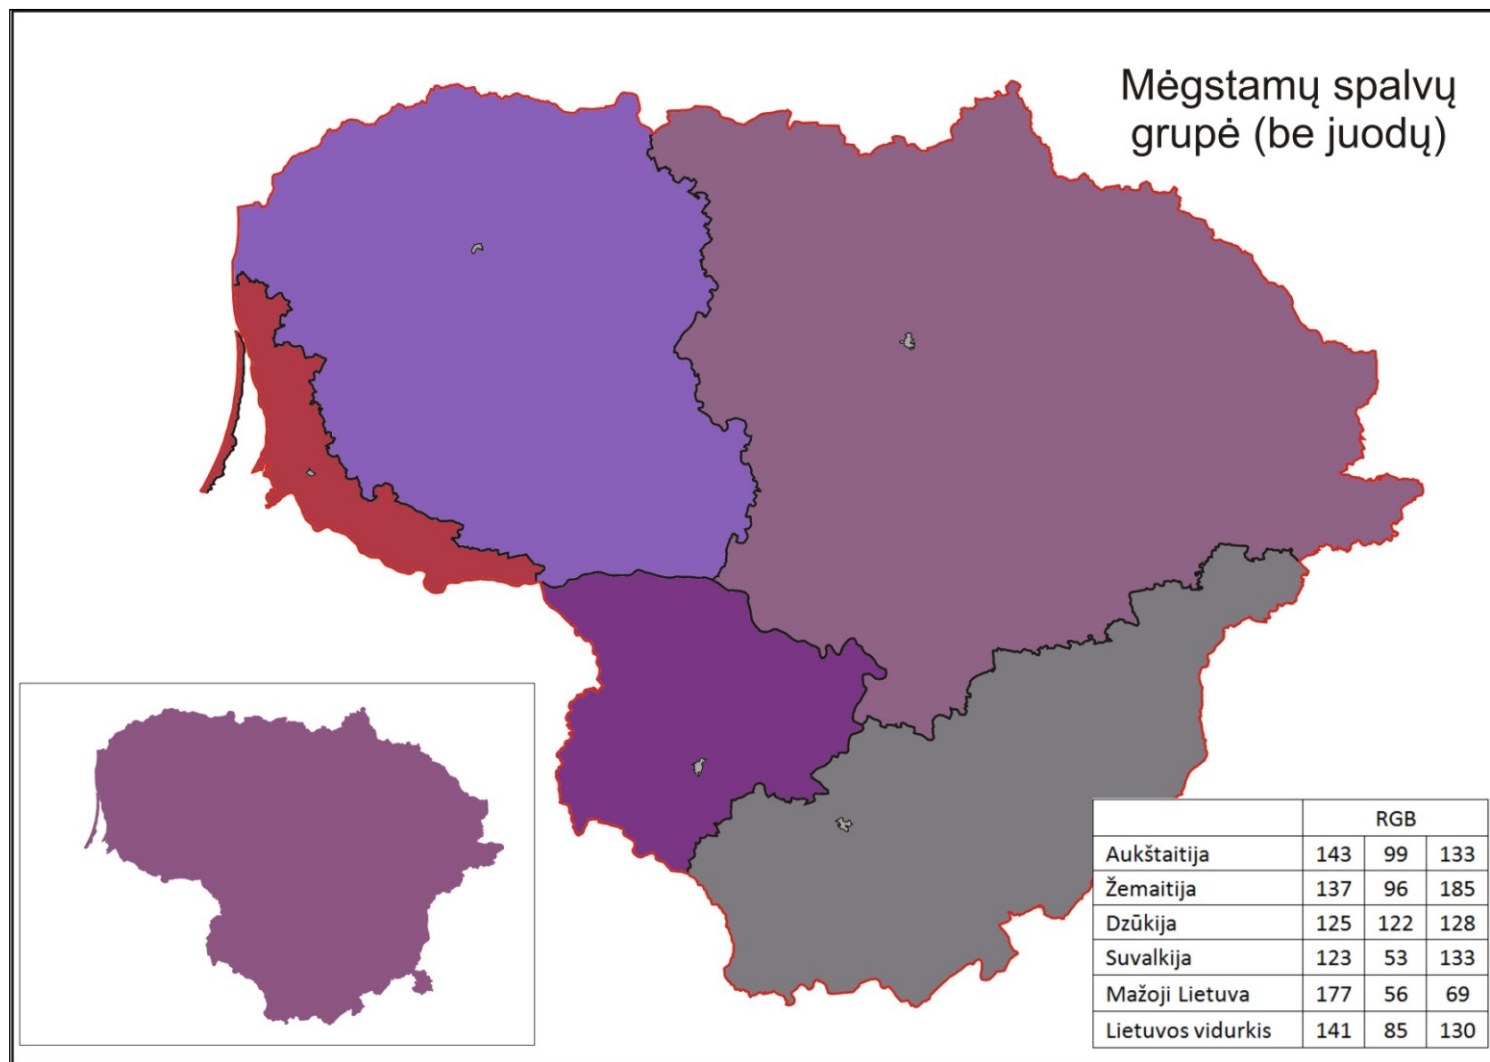 Mėgstamų spalvų
grupė (be juodų)
RGB
Aukštaitija 143 99 133
Žemaitija 137 96 185
Dzūkija 125 122 128
Suvalkija 123 53 133
Mažoji Lietuva 177 56 69
Lietuvos vidurkis 141 85 130